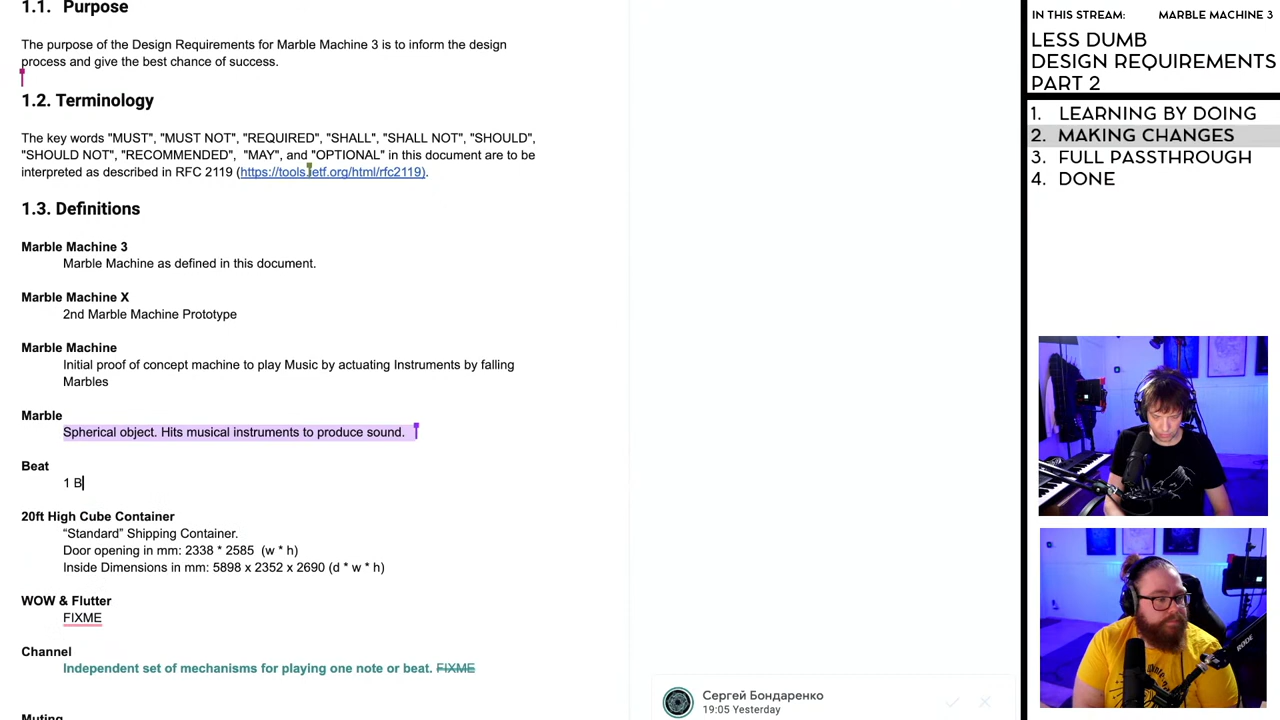 1.1. Purpose
The purpose of the Design Requirements for Marble Machine 3 is to inform the design
process and give the best chance of success.
1.2. Terminology
The key words "MUST", "MUST NOT", "REQUIRED", "SHALL", "SHALL NOT", "SHOULD",
"SHOULD NOT", "RECOMMENDED",  "MAY", and "OPTIONAL" in this document are to be
interpreted as described in RFC 2119 (https://tools.ietf.org/html/rfc2119).
1.3. Definitions
Marble Machine 3
Marble Machine as defined in this document.
Marble Machine X
2nd Marble Machine Prototype
Marble Machine
Initial proof of concept machine to play Music by actuating Instruments by falling
Marbles
Marble
Spherical object. Hits musical instruments to produce sound.
Beat
1 B
20ft High Cube Container
“Standard” Shipping Container.
Door opening in mm: 2338 * 2585  (w * h)
Inside Dimensions in mm: 5898 x 2352 x 2690 (d * w * h)
WOW & Flutter
FIXME
Channel
Independent set of mechanisms for playing one note or beat. FIXME
Muting
Сергей Бондаренко
19:05 Yesterday
IN THIS STREAM: MARBLE MACHINE 3
LESS DUMB
DESIGN REQUIREMENTS
PART 2
1. LEARNING BY DOING
2. MAKING CHANGES
3. FULL PASSTHROUGH
4. DONE
RODE